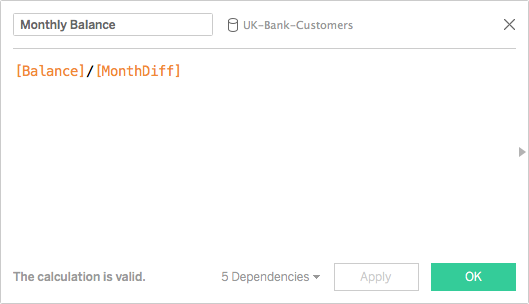 Monthly Balance
UK-Bank-Customers
[Balance]/[MonthDiff]
The calculation is valid.
5 Dependencies
Apply
OK